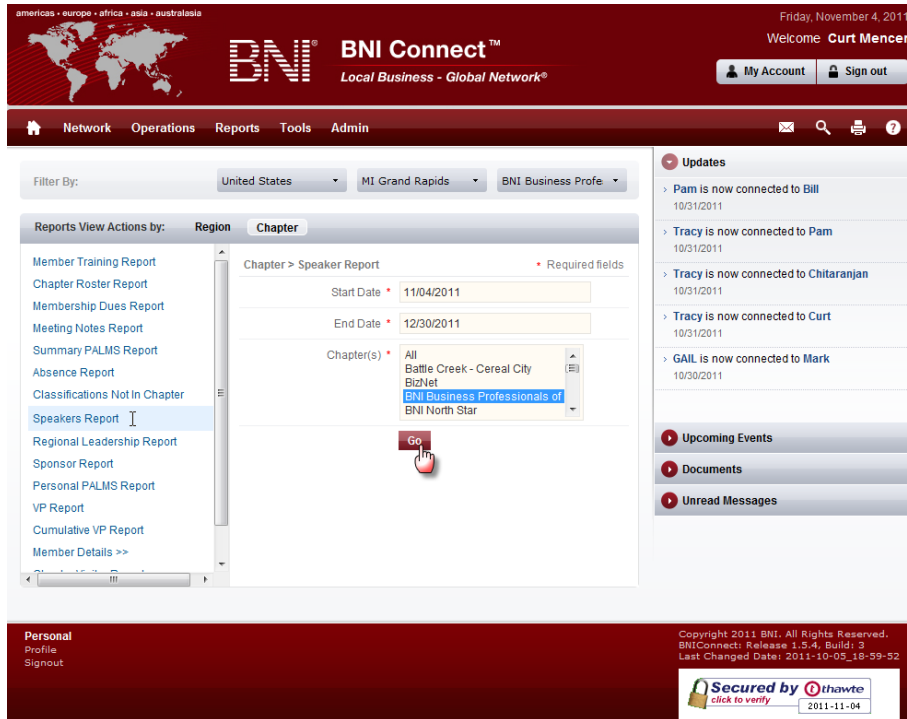 americas • europe • africa • asia • australasia
Friday, November 4, 2011
Welcome Curt Mencer
BNI®
BNI Connect™
Local Business - Global Network®
My Account
Sign out
Network Operations Reports Tools Admin
Filter By:
United States
MI Grand Rapids
BNI Business Profe
Reports View Actions by: Region Chapter
Member Training Report
Chapter Roster Report
Membership Dues Report
Meeting Notes Report
Summary PALMS Report
Absence Report
Classifications Not In Chapter
Speakers Report
Regional Leadership Report
Sponsor Report
Personal PALMS Report
VP Report
Cumulative VP Report
Member Details >>
Chapter > Speaker Report
* Required fields
Start Date * 11/04/2011
End Date * 12/30/2011
Chapter(s) *
All
Battle Creek - Cereal City
BizNet
BNI Business Professionals of
BNI North Star
Go
Updates
Pam is now connected to Bill
10/31/2011
Tracy is now connected to Pam
10/31/2011
Tracy is now connected to Chitaranjan
10/31/2011
Tracy is now connected to Curt
10/31/2011
GAIL is now connected to Mark
10/30/2011
Upcoming Events
Documents
Unread Messages
Personal
Profile
Signout
Copyright 2011 BNI. All Rights Reserved.
BNIConnect: Release 1.5.4, Build: 3
Last Changed Date: 2011-10-05_18-59-52
Secured by thawte
click to verify
2011-11-04